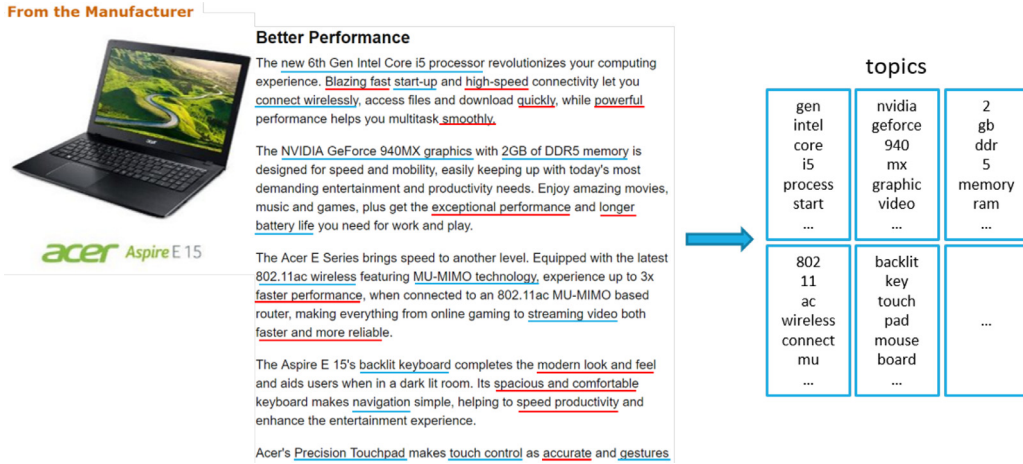 From the Manufacturer
Better Performance
The new 6th Gen Intel Core i5 processor revolutionizes your computing
experience. Blazing fast start-up and high-speed connectivity let you
connect wirelessly, access files and download quickly, while powerful
performance helps you multitask smoothly.
The NVIDIA GeForce 940MX graphics with 2GB of DDR5 memory is
designed for speed and mobility, easily keeping up with today's most
demanding entertainment and productivity needs. Enjoy amazing movies,
music and games, plus get the exceptional performance and longer
battery life you need for work and play.
acer Aspire E 15
The Acer E Series brings speed to another level. Equipped with the latest
802.11ac wireless featuring MU-MIMO technology, experience up to 3x
faster performance, when connected to an 802.11ac MU-MIMO based
router, making everything from online gaming to streaming video both
faster and more reliable.
The Aspire E 15's backlit keyboard completes the modern look and feel
and aids users when in a dark lit room. Its spacious and comfortable
keyboard makes navigation simple, helping to speed productivity and
enhance the entertainment experience.
Acer's Precision Touchpad makes touch control as accurate and gestures
topics
gen
intel
core
i5
process
start
...
nvidia
geforce
940
mx
graphic
video
...
2
gb
ddr
5
memory
ram
...
802
11
ac
wireless
connect
mu
...
backlit
key
touch
pad
mouse
board
...
...